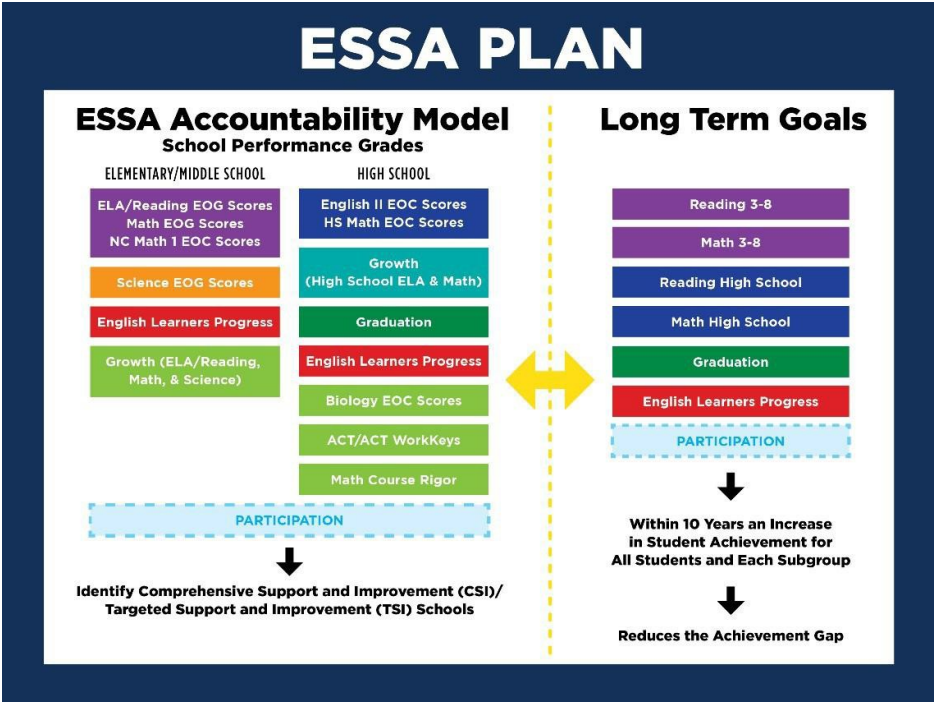 ESSA PLAN
ESSA Accountability Model
School Performance Grades
ELEMENTARY/MIDDLE SCHOOL
ELA/Reading EOG Scores
Math EOG Scores
NC Math 1 EOC Scores
Science EOG Scores
English Learners Progress
Growth (ELA/Reading,
Math, & Science)
HIGH SCHOOL
English II EOC Scores
HS Math EOC Scores
Growth
(High School ELA & Math)
Graduation
English Learners Progress
Biology EOC Scores
ACT/ACT WorkKeys
Math Course Rigor
PARTICIPATION
Identify Comprehensive Support and Improvement (CSI)/
Targeted Support and Improvement (TSI) Schools
Long Term Goals
Reading 3-8
Math 3-8
Reading High School
Math High School
Graduation
English Learners Progress
PARTICIPATION
Within 10 Years an Increase
in Student Achievement for
All Students and Each Subgroup
Reduces the Achievement Gap